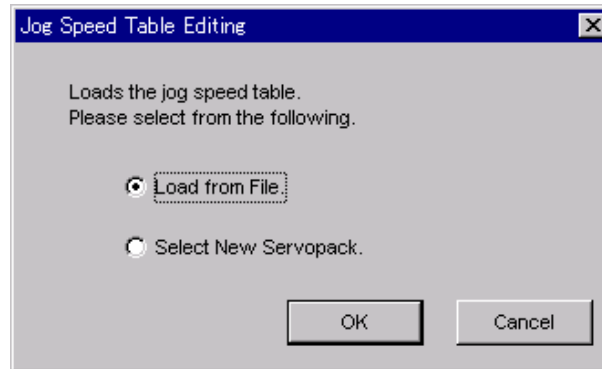 Jog Speed Table Editing
Loads the jog speed table.
Please select from the following.
Load from File.
Select New Servopack.
OK Cancel